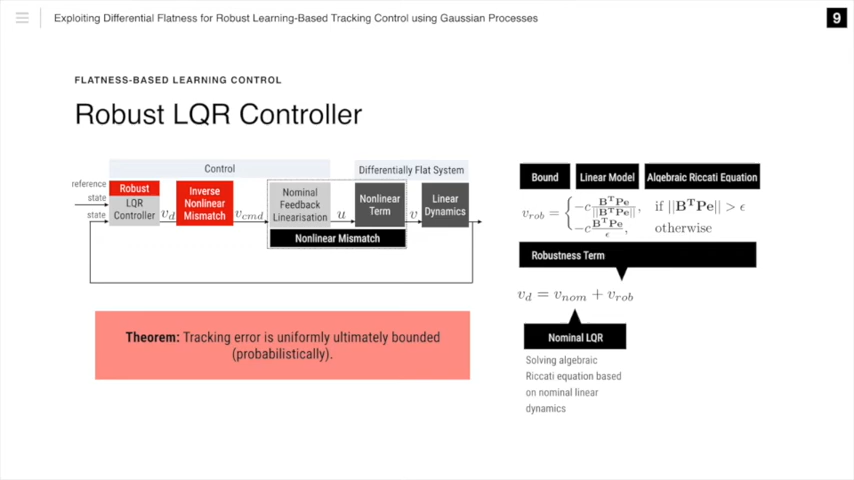 Exploiting Differential Flatness for Robust Learning-Based Tracking Control using Gaussian Processes
9
FLATNESS-BASED LEARNING CONTROL
Robust LQR Controller
Control
Differentially Flat System
reference
state
state
Robust
LQR
Controller
v_d
Inverse
Nonlinear
Mismatch
v_cmd
Nominal
Feedback
Linearisation
u
Nonlinear
Term
v
Linear
Dynamics
Nonlinear Mismatch
Theorem: Tracking error is uniformly ultimately bounded
(probabilistically).
Bound
Linear Model
Algebraic Riccati Equation
v_rob = { −c B^T Pe / ||B^T Pe||, if ||B^T Pe|| > ϵ
−c B^T Pe / ϵ, otherwise
Robustness Term
v_d = v_nom + v_rob
Nominal LQR
Solving algebraic
Riccati equation based
on nominal linear
dynamics